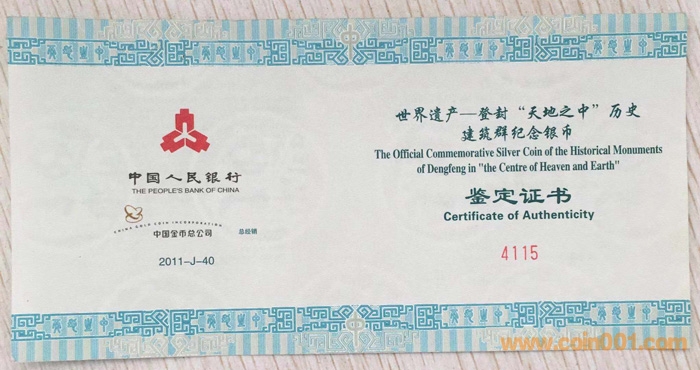 中国人民银行
THE PEOPLE'S BANK OF CHINA
CHINA GOLD COIN INCORPORATION
中国金币总公司 总经销
2011-J-40
世界遗产—登封“天地之中”历史
建筑群纪念银币
The Official Commemorative Silver Coin of the Historical Monuments
of Dengfeng in "the Centre of Heaven and Earth"
鉴定证书
Certificate of Authenticity
4115
www.coin001.com